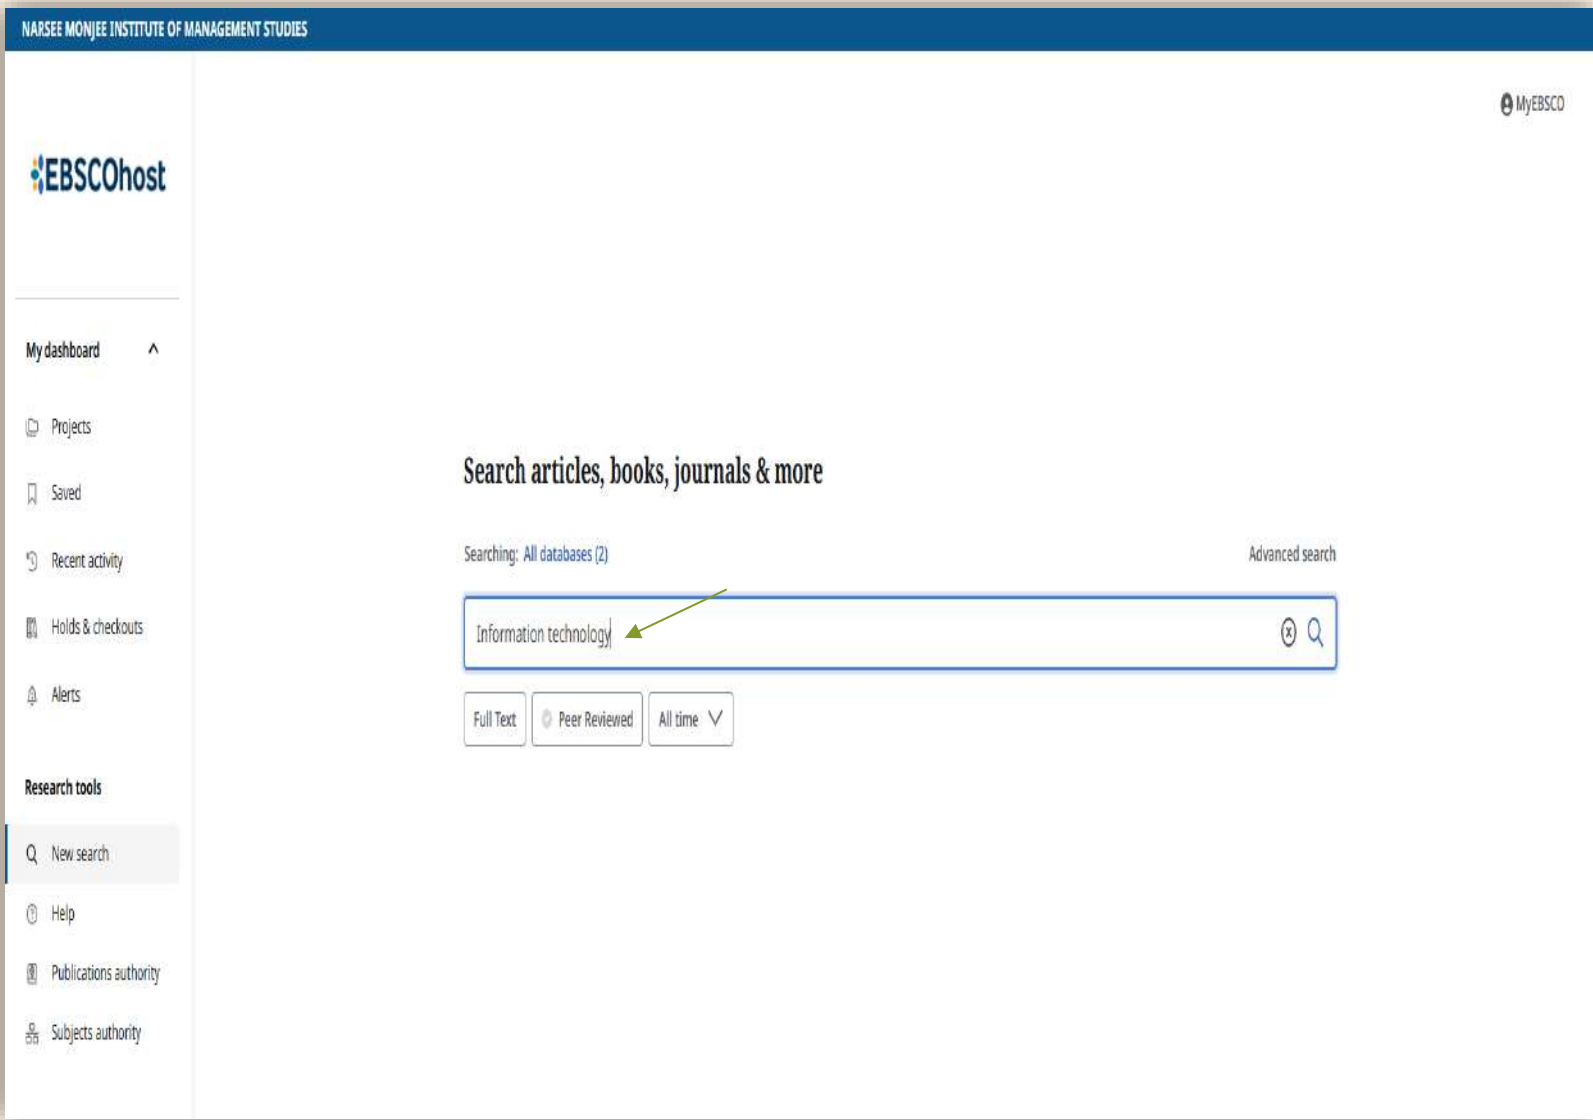 NARSEE MONJEE INSTITUTE OF MANAGEMENT STUDIES
MyEBSCO
EBSCOhost
My dashboard
Projects
Saved
Recent activity
Holds & checkouts
Alerts
Research tools
New search
Help
Publications authority
Subjects authority
Search articles, books, journals & more
Searching: All databases (2)
Advanced search
Information technology
Full Text
Peer Reviewed
All time